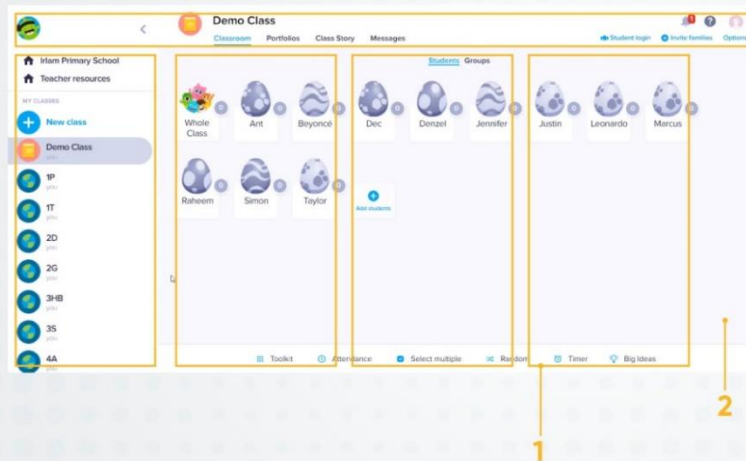 Demo Class
Classroom Portfolios Class Story Messages
1
Student login Invite families Options
Irlam Primary School
Teacher resources
MY CLASSES
New class
Demo Class
you
1P
you
1T
you
2D
you
2G
you
3HB
you
3S
you
4A
Students Groups
Whole Class 0
Ant 0
Beyoncé 0
Dec 0
Denzel 0
Jennifer 0
Justin 0
Leonardo 0
Marcus 0
Raheem 0
Simon 0
Taylor 0
Add students
Toolkit Attendance Select multiple Random Timer Big Ideas
1
2